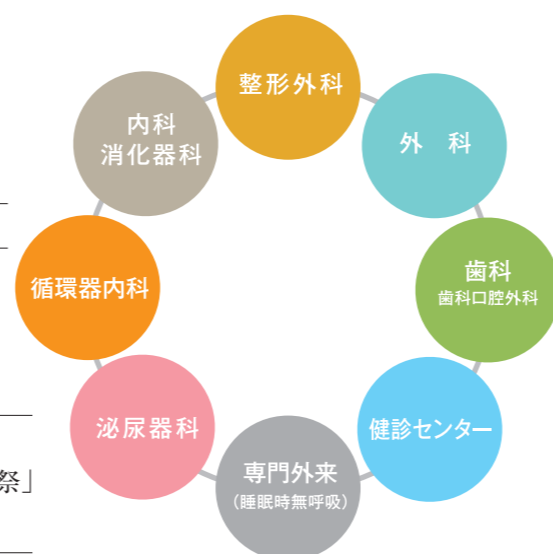 整形外科
内科
消化器科
外　科
循環器内科
歯科
歯科口腔外科
泌尿器科
健診センター
専門外来
（睡眠時無呼吸）
祭」